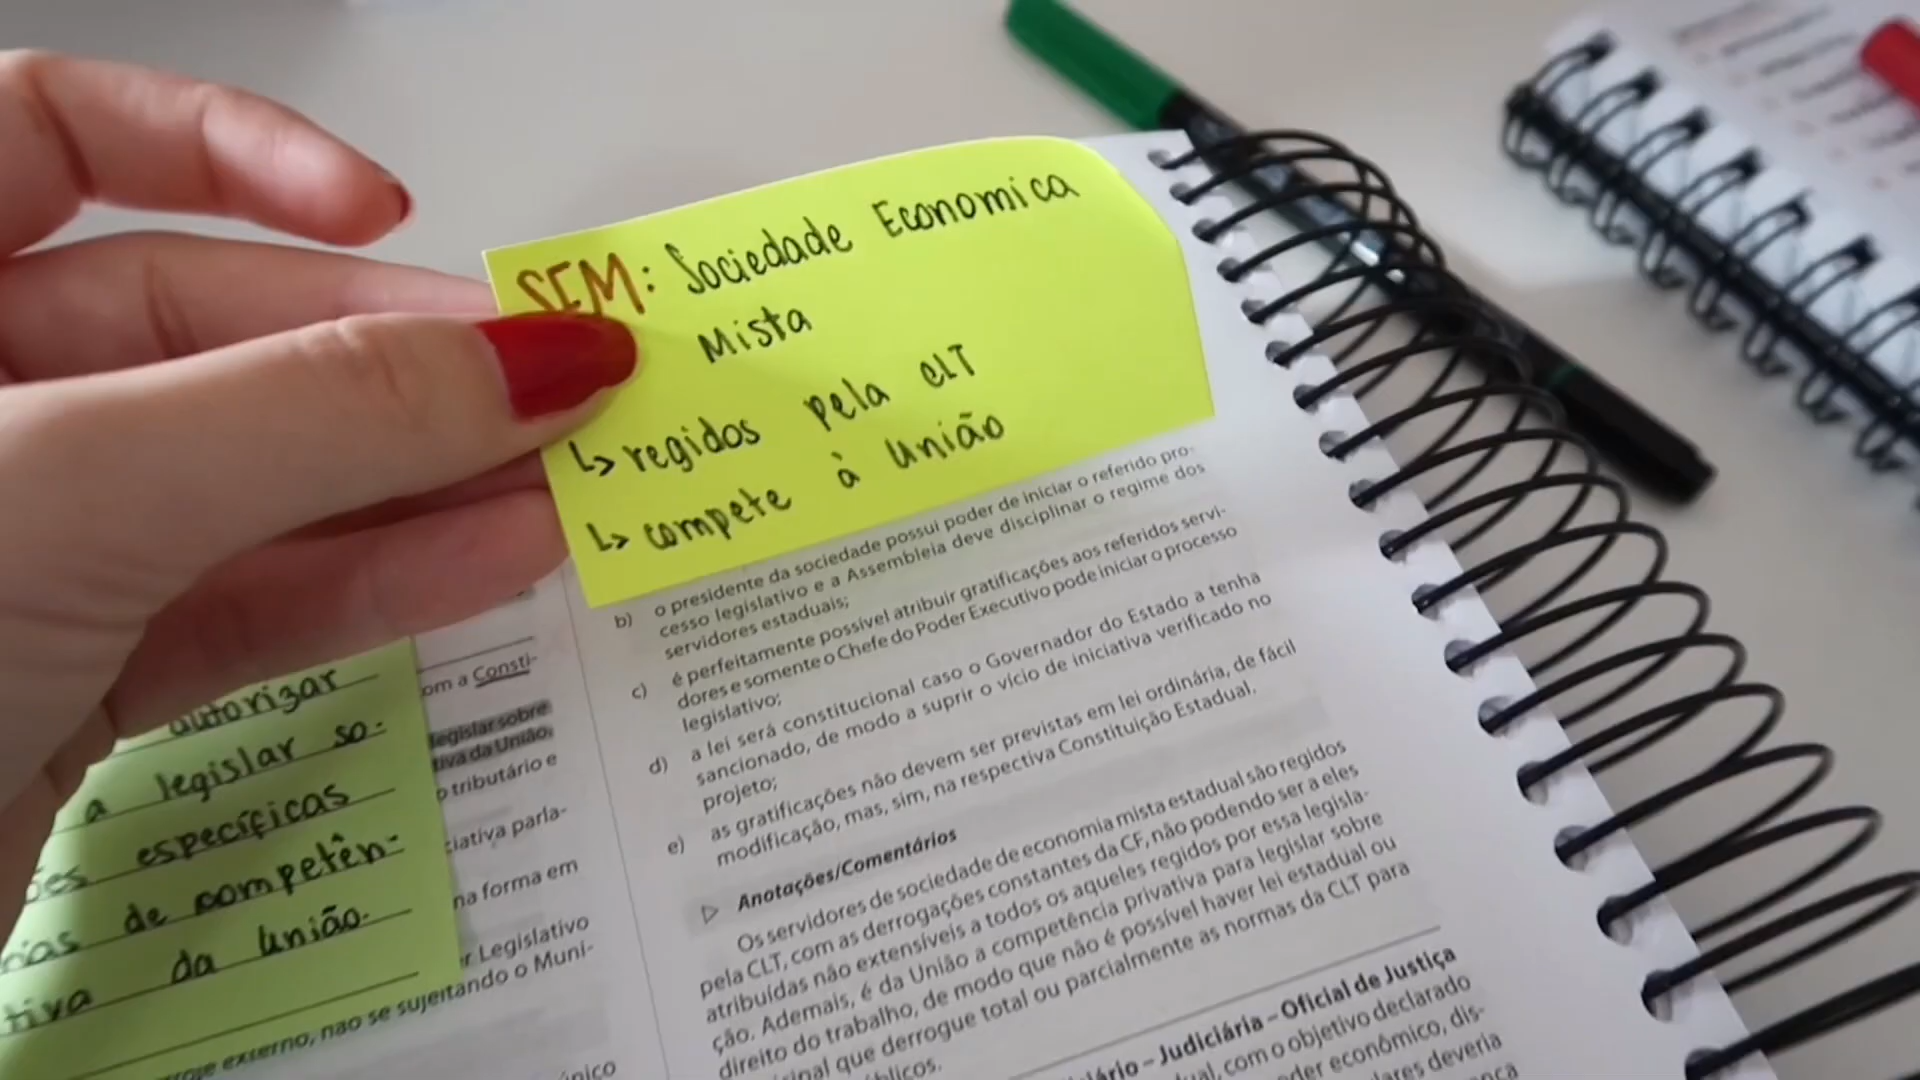 SEM: Sociedade Economica
Mista
↳ regidos pela CLT
↳ compete à União
b) o presidente da sociedade possui poder de iniciar o referido pro-
cesso legislativo e a Assembleia deve disciplinar o regime dos
servidores estaduais;
c) é perfeitamente possível atribuir gratificações aos referidos servi-
dores e somente o Chefe do Poder Executivo pode iniciar o processo
legislativo;
d) a lei será constitucional caso o Governador do Estado a tenha
sancionado, de modo a suprir o vício de iniciativa verificado no
projeto;
e) as gratificações não devem ser previstas em lei ordinária, de fácil
modificação, mas, sim, na respectiva Constituição Estadual.
▷ Anotações/Comentários
Os servidores de sociedade de economia mista estadual são regidos
pela CLT, com as derrogações constantes da CF, não podendo ser a eles
atribuídas não extensíveis a todos os aqueles regidos por essa legisla-
ção. Ademais, é da União a competência privativa para legislar sobre
direito do trabalho, de modo que não é possível haver lei estadual ou
que derrogue total ou parcialmente as normas da CLT para
Judiciária – Oficial de Justiça
com o objetivo declarado
econômico, dis-
deveria
autorizar
a legislar so-
específicas
de competên-
da União.
om a Consti-
legislar sobre
tiva da União,
o tributário e
ciativa parla-
na forma em
r Legislativo
externo, não se sujeitando o Muni-